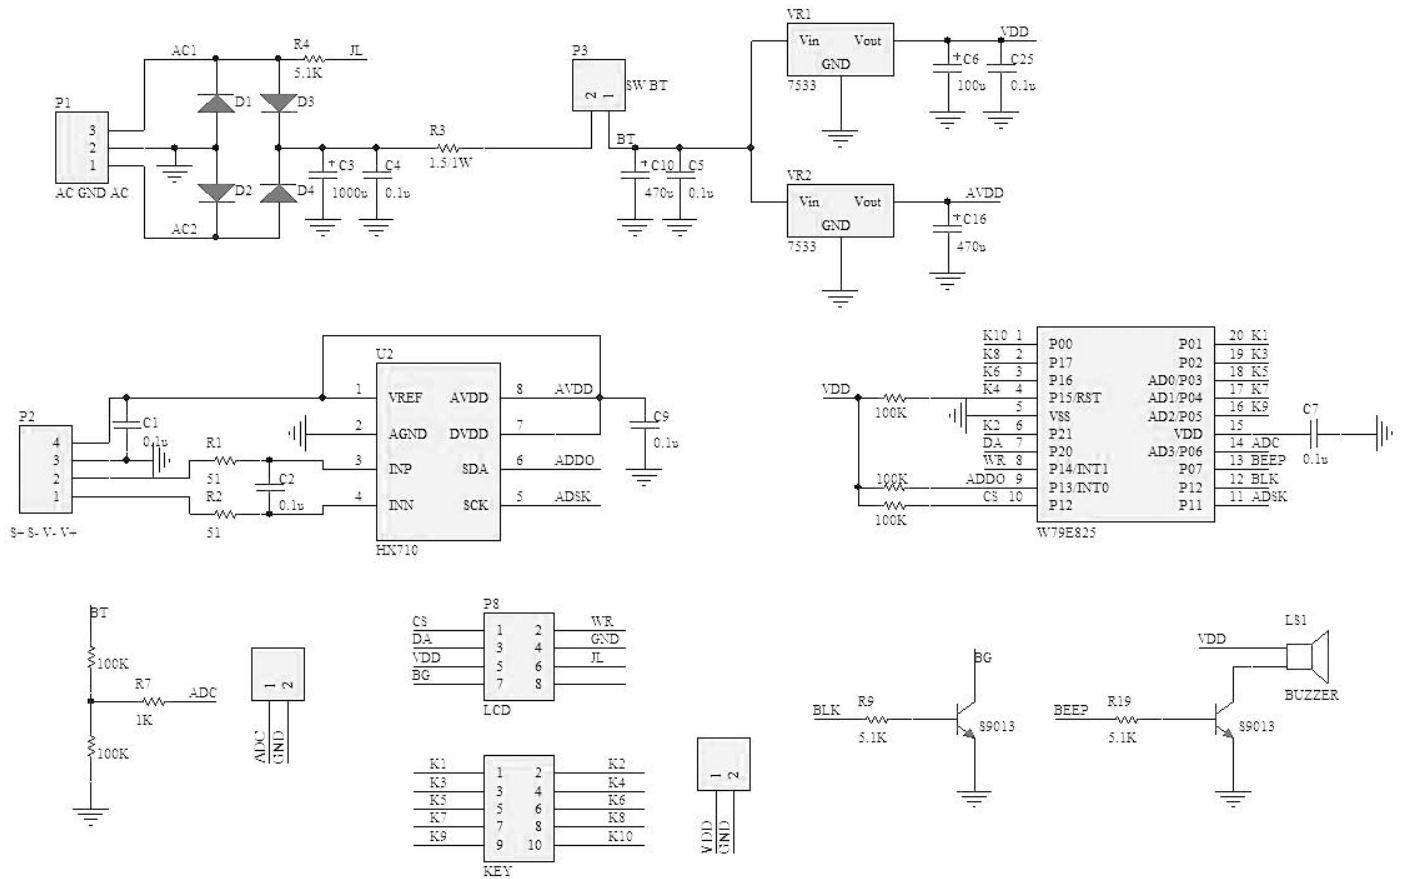 P1
3
2
1
AC GND AC
AC1
AC2
D1
D2
D3
D4
R4
5.1K
JL
C3
1000u
C4
0.1u
R3
1.5/1W
P3
2
1
SW BT
BT
C10
470u
C5
0.1u
VR1
Vin Vout
GND
7533
VDD
C6
100u
C25
0.1u
VR2
Vin Vout
GND
7533
AVDD
C16
470u
P2
4
3
2
1
S+ S- V- V+
C1
0.1u
R1
51
R2
51
C2
0.1u
U2
1 VREF AVDD 8 AVDD
2 AGND DVDD 7
3 INP SDA 6 ADDO
4 INN SCK 5 ADSK
HX710
C9
0.1u
VDD
100K
100K
100K
K10 1 P00 P01 20 K1
K8 2 P17 P02 19 K3
K6 3 P16 AD0/P03 18 K5
K4 4 P15/RST AD1/P04 17 K7
5 VSS AD2/P05 16 K9
K2 6 P21 VDD 15
DA 7 P20 AD3/P06 14 ADC
WR 8 P14/INT1 P07 13 BEEP
ADDO 9 P13/INT0 P12 12 BLK
CS 10 P12 P11 11 ADSK
W79E825
C7
0.1u
BT
100K
R7
1K
ADC
100K
1 2
ADC
GND
P8
CS 1 2 WR
DA 3 4 GND
VDD 5 6 JL
BG 7 8
LCD
K1 1 2 K2
K3 3 4 K4
K5 5 6 K6
K7 7 8 K8
K9 9 10 K10
KEY
1 2
VDD
GND
BLK
R9
5.1K
BG
S9013
BEEP
R19
5.1K
VDD
LS1
BUZZER
S9013